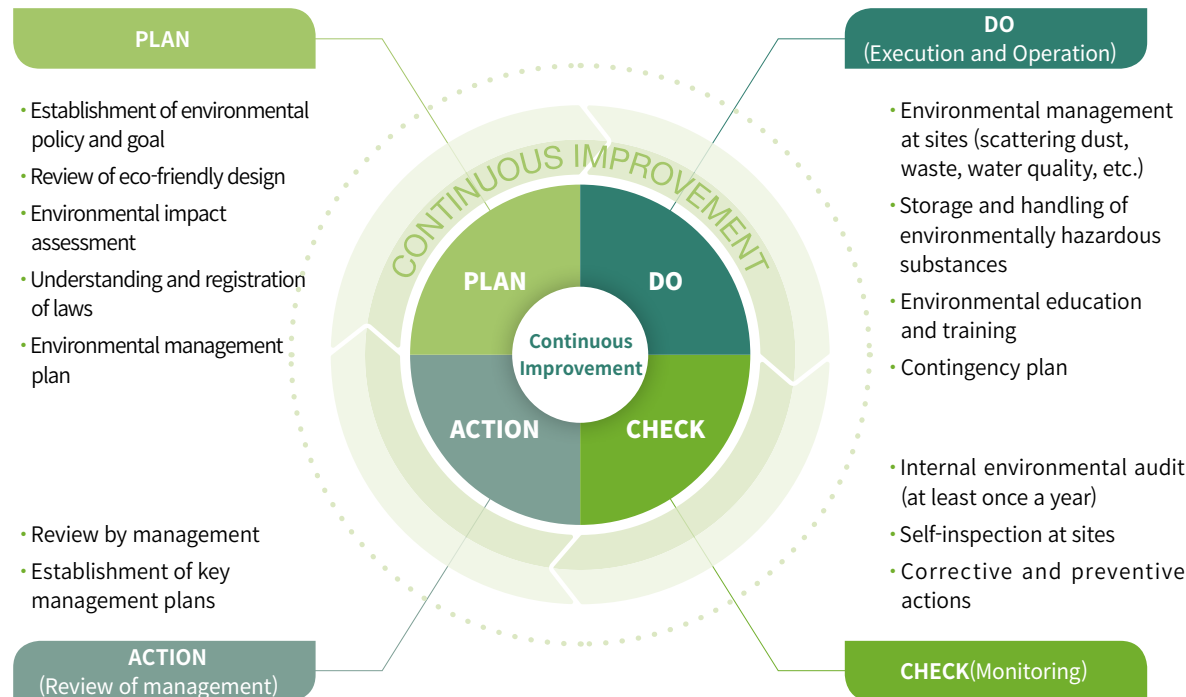 PLAN
• Establishment of environmental
policy and goal
• Review of eco-friendly design
• Environmental impact
assessment
• Understanding and registration
of laws
• Environmental management
plan
DO
(Execution and Operation)
• Environmental management
at sites (scattering dust,
waste, water quality, etc.)
• Storage and handling of
environmentally hazardous
substances
• Environmental education
and training
• Contingency plan
CONTINUOUS IMPROVEMENT
PLAN
DO
Continuous
Improvement
ACTION
CHECK
• Review by management
• Establishment of key
management plans
ACTION
(Review of management)
• Internal environmental audit
(at least once a year)
• Self-inspection at sites
• Corrective and preventive
actions
CHECK(Monitoring)